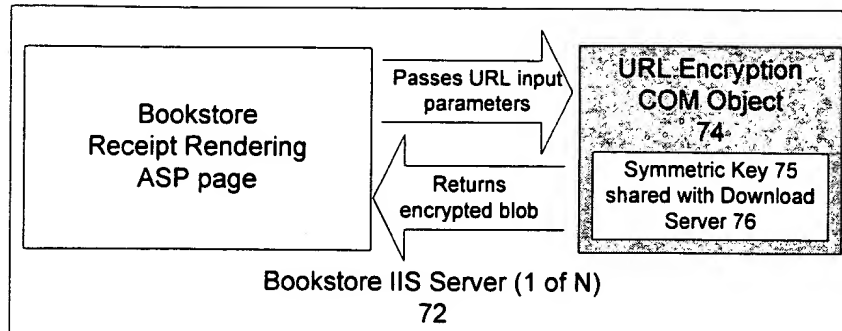 Bookstore
Receipt Rendering
ASP page
Passes URL input
parameters
Returns
encrypted blob
URL Encryption
COM Object
74
Symmetric Key 75
shared with Download
Server 76
Bookstore IIS Server (1 of N)
72